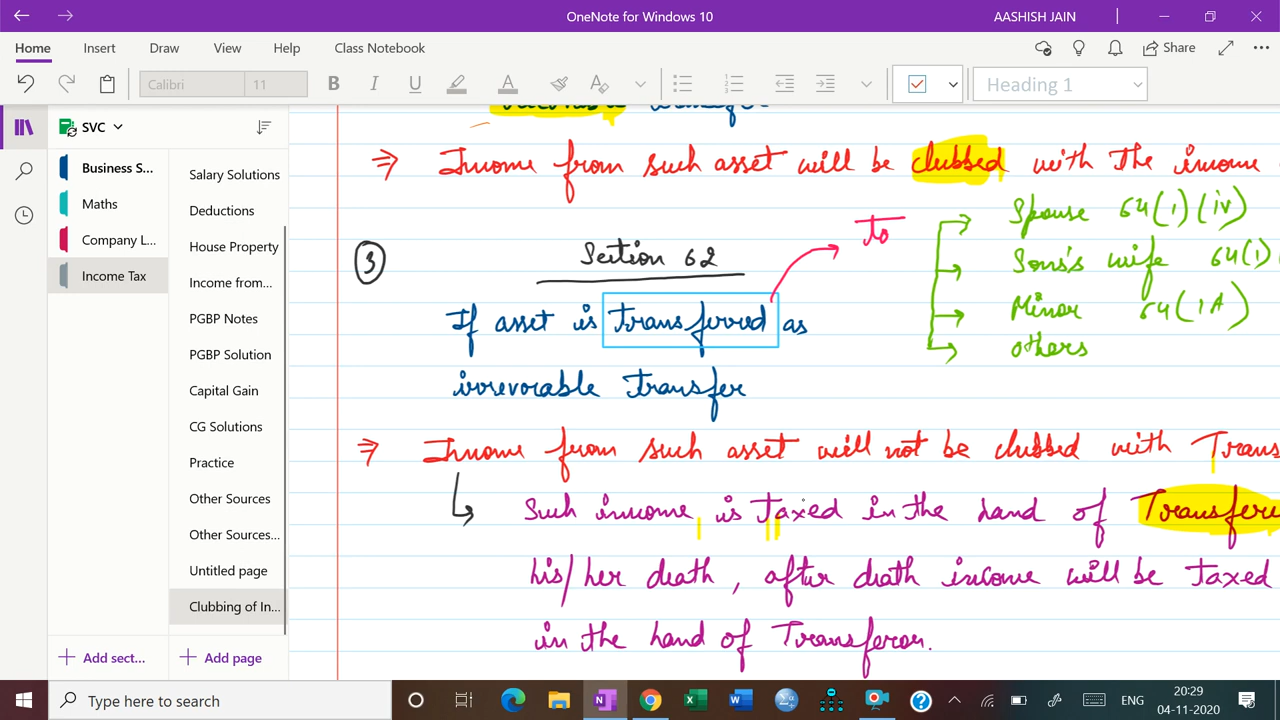 OneNote for Windows 10
AASHISH JAIN
Home Insert Draw View Help Class Notebook
Share
Calibri 11 B I U A Heading 1
SVC
Business S...
Maths
Company L...
Income Tax
Add sect...
Salary Solutions
Deductions
House Property
Income from...
PGBP Notes
PGBP Solution
Capital Gain
CG Solutions
Practice
Other Sources
Other Sources...
Untitled page
Clubbing of In...
Add page
⇒ Income from such asset will be clubbed with the income
③ Section 62
If asset is transferred as
irrevorable transfer
To
Spouse 64(1)(iv)
Sons's wife 64(1)
Minor 64(1A)
others
⇒ Income from such asset will not be clubbed with Trans
Such income is taxed in the hand of Transfere
his/her death, after death income will be taxed
in the hand of Transferor.
Type here to search
ENG
20:29
04-11-2020